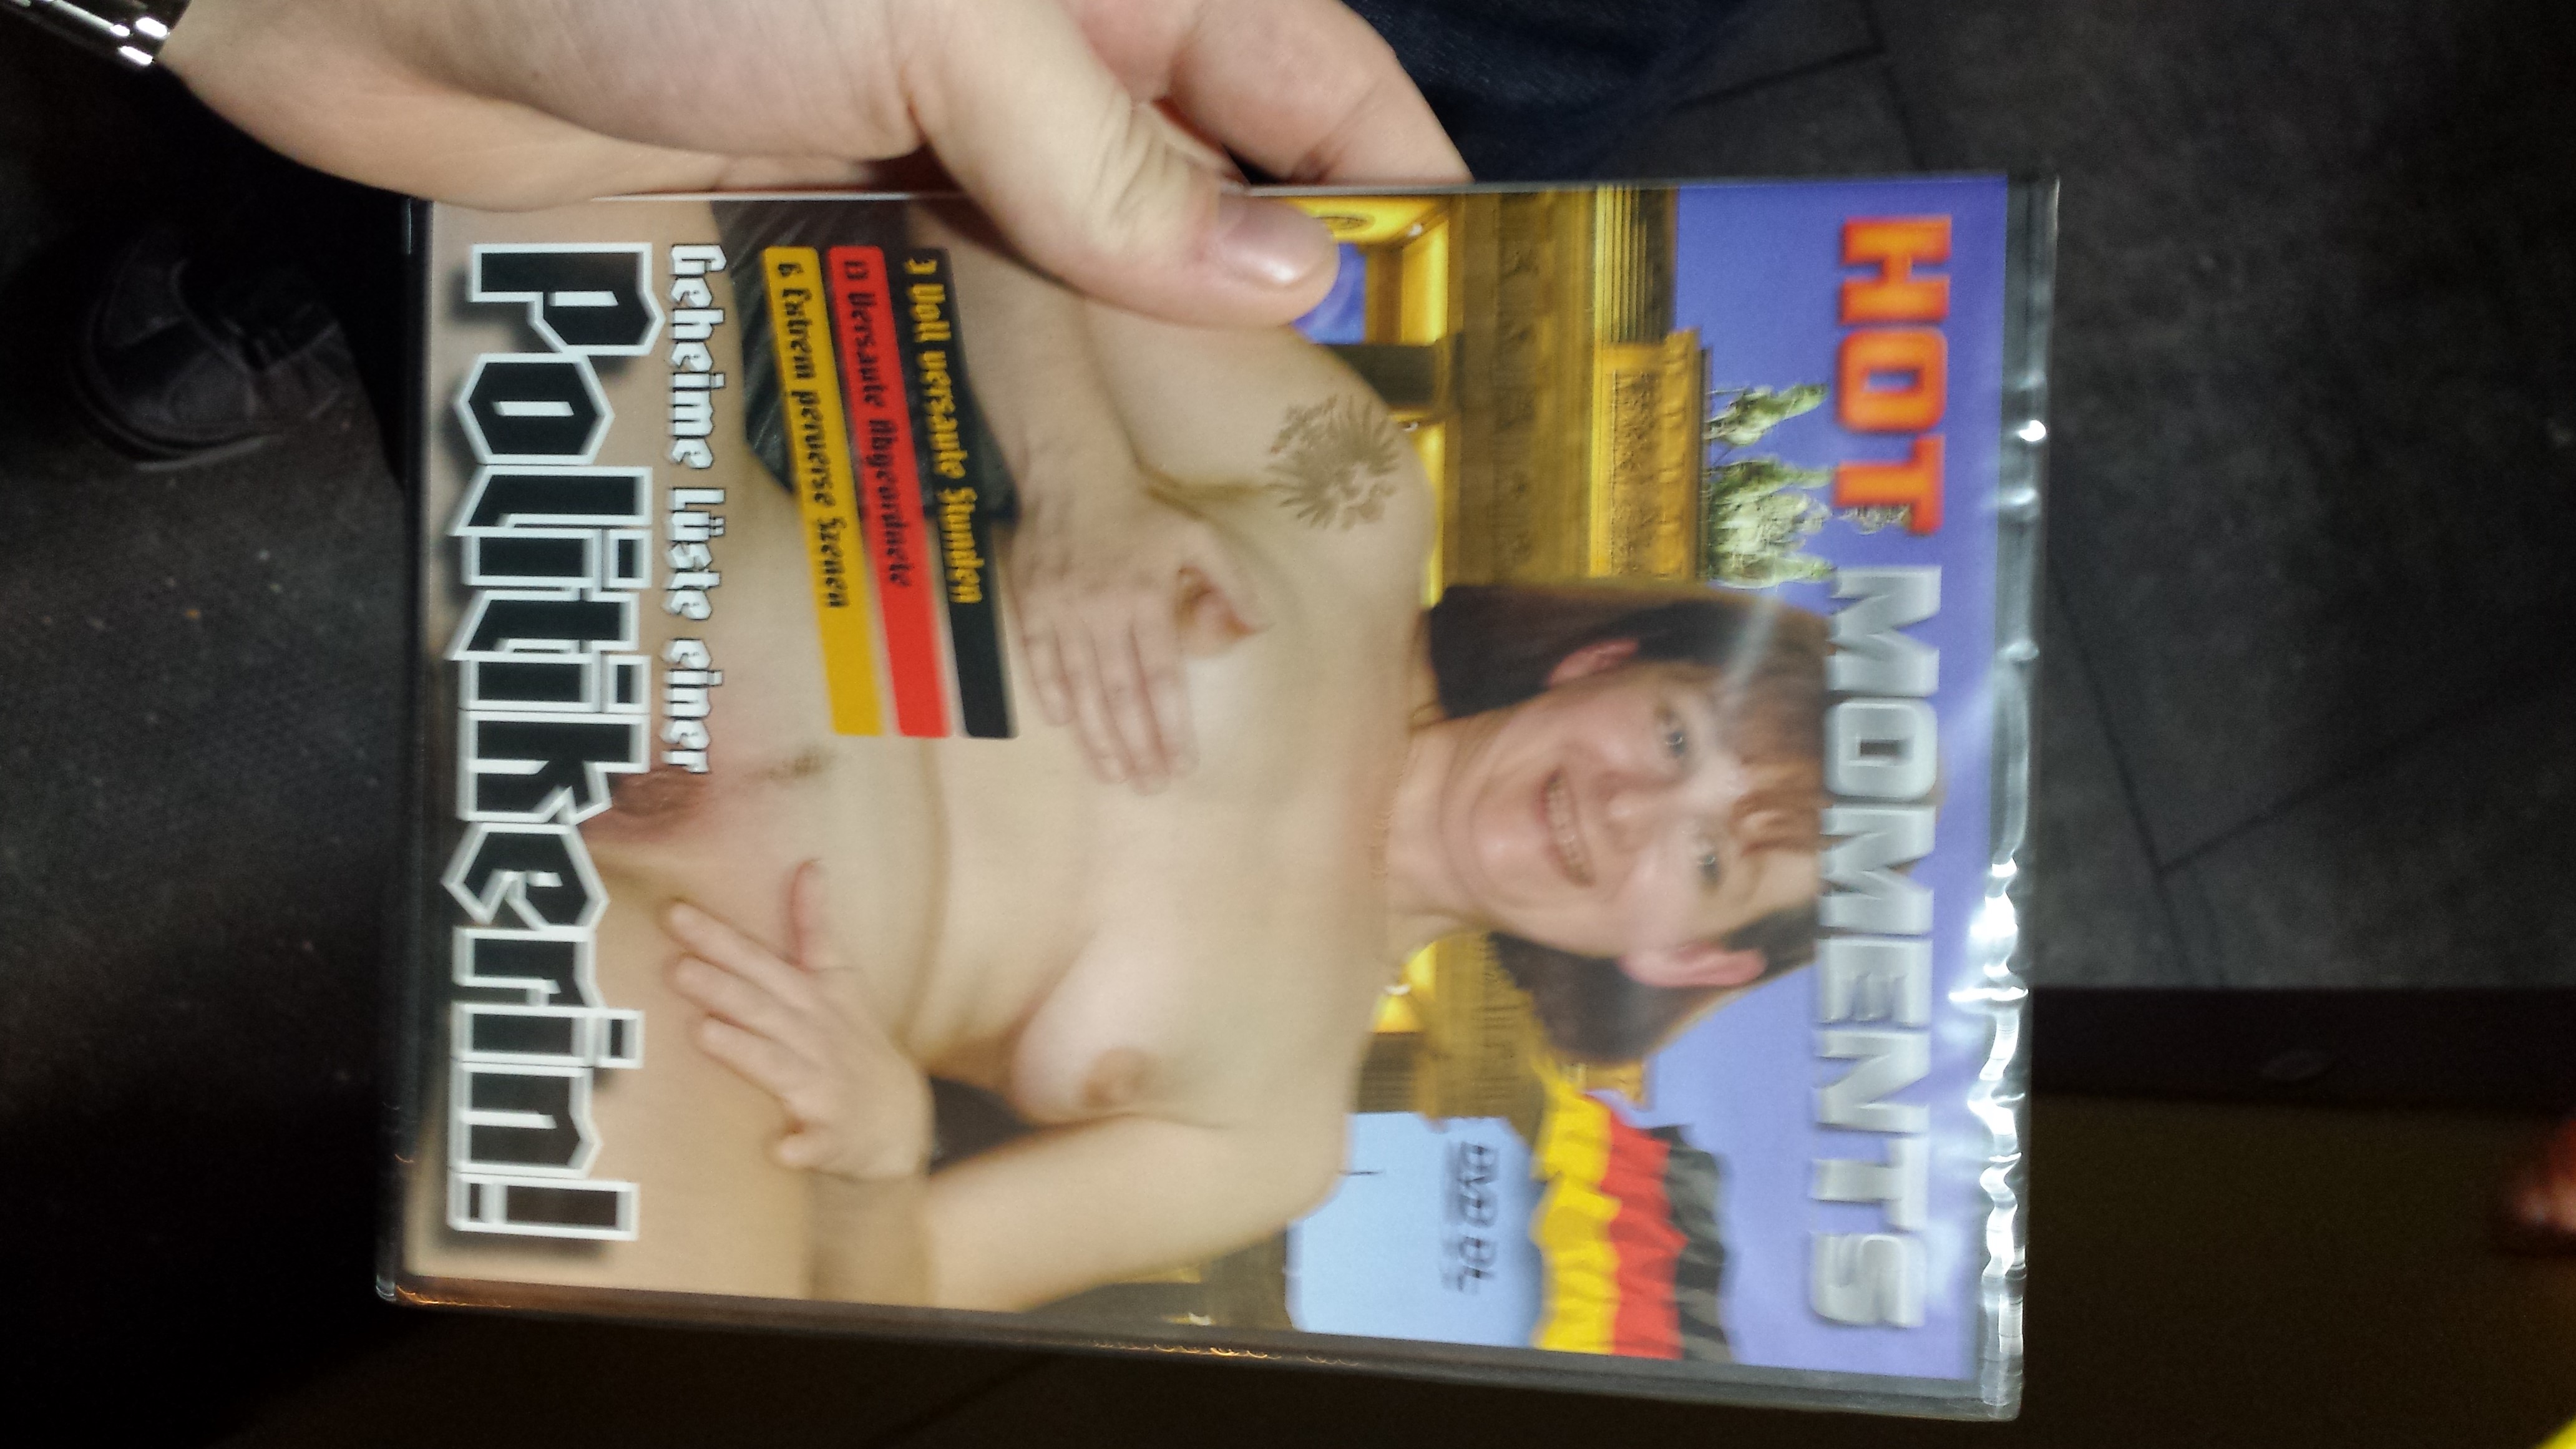 HOT MOMENTS
3 Voll versaute Stunden
13 Versaute Abgeordnete
6 Extrem perverse Szenen
Geheime Lüste einer
Politikerin!